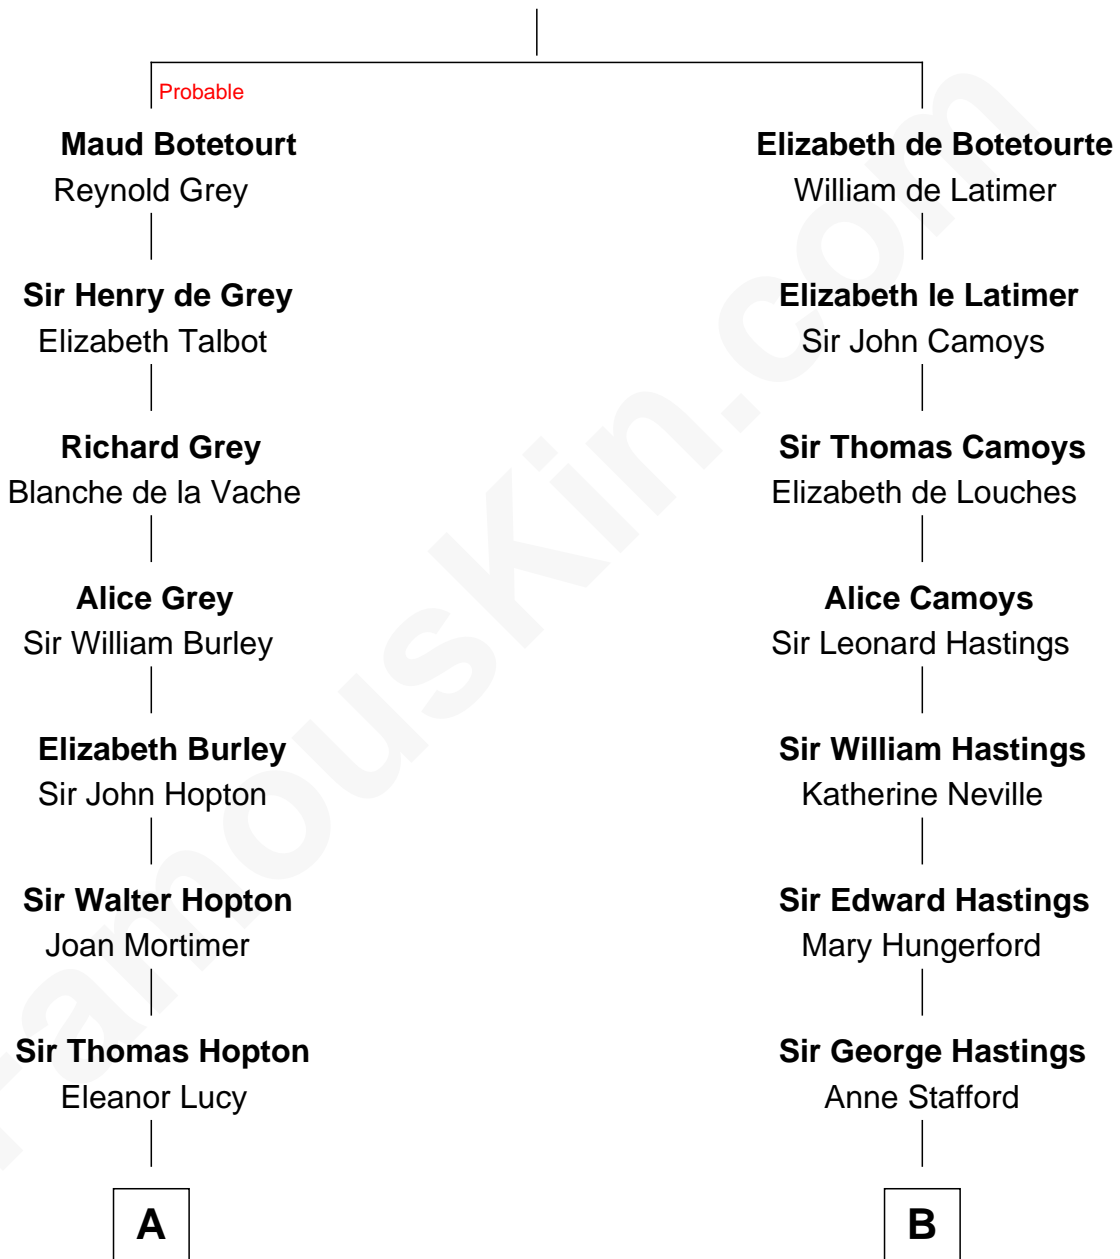 Probable
Maud Botetourt
Reynold Grey
Sir Henry de Grey
Elizabeth Talbot
Richard Grey
Blanche de la Vache
Alice Grey
Sir William Burley
Elizabeth Burley
Sir John Hopton
Sir Walter Hopton
Joan Mortimer
Sir Thomas Hopton
Eleanor Lucy
A
Elizabeth de Botetourte
William de Latimer
Elizabeth le Latimer
Sir John Camoys
Sir Thomas Camoys
Elizabeth de Louches
Alice Camoys
Sir Leonard Hastings
Sir William Hastings
Katherine Neville
Sir Edward Hastings
Mary Hungerford
Sir George Hastings
Anne Stafford
B
FamousKin.com